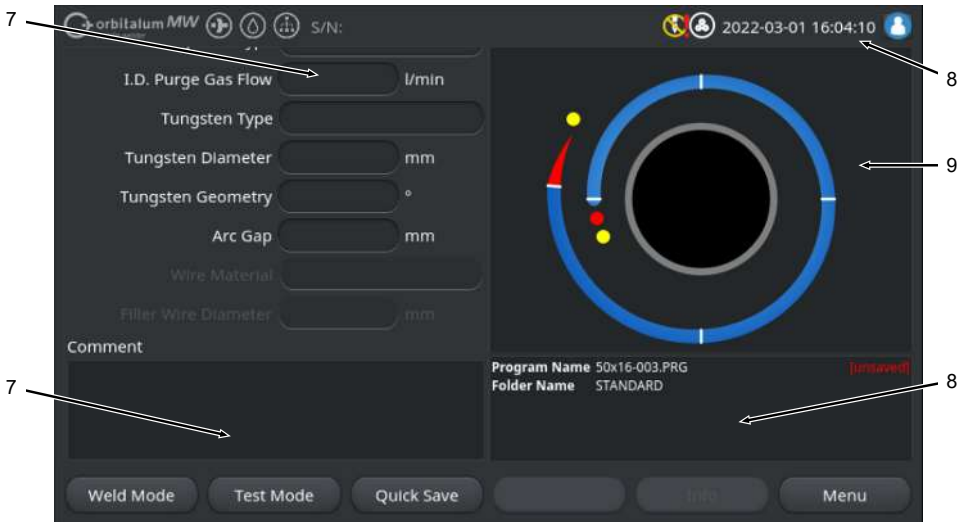 7
orbitalum MW S/N: 2022-03-01 16:04:10
8
I.D. Purge Gas Flow l/min
Tungsten Type
Tungsten Diameter mm
9
Tungsten Geometry °
Arc Gap mm
Wire Material
Filler Wire Diameter mm
Comment
Program Name 50x16-003.PRG [unsaved]
Folder Name STANDARD
7
8
Weld Mode Test Mode Quick Save Info Menu